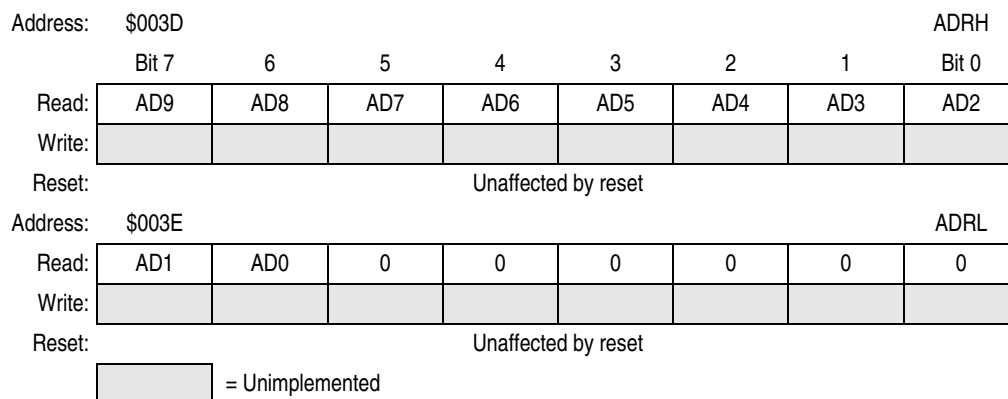 Address: $003D ADRH
Bit 7 6 5 4 3 2 1 Bit 0
Read: AD9 AD8 AD7 AD6 AD5 AD4 AD3 AD2
Write:
Reset: Unaffected by reset
Address: $003E ADRL
Read: AD1 AD0 0 0 0 0 0 0
Write:
Reset: Unaffected by reset
= Unimplemented